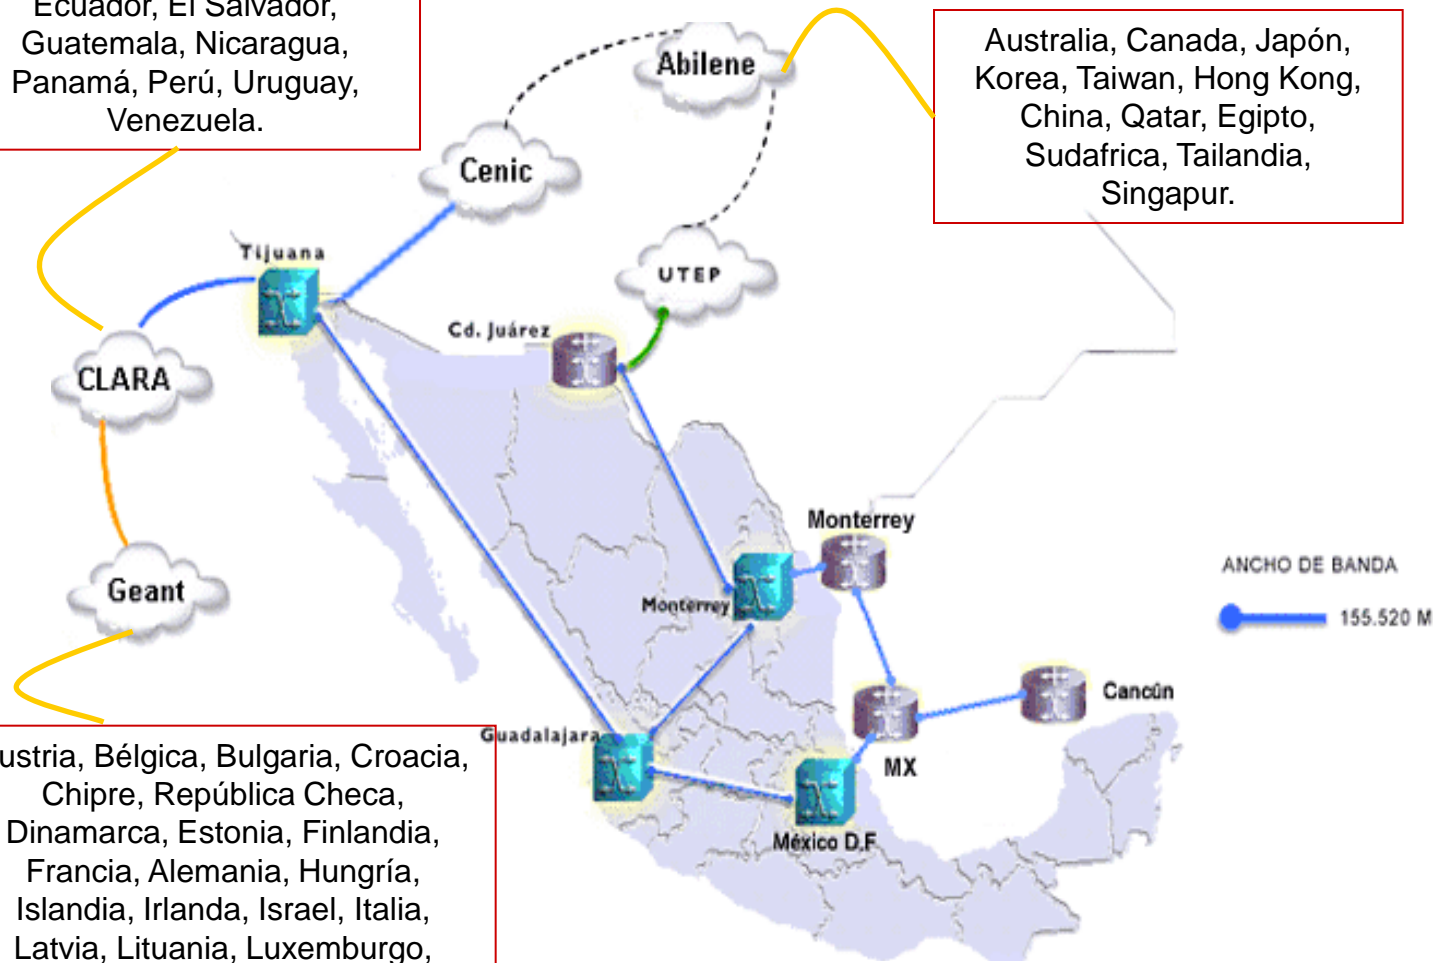 Ecuador, El Salvador,
Guatemala, Nicaragua,
Panamá, Perú, Uruguay,
Venezuela.
Abilene
Australia, Canada, Japón,
Korea, Taiwan, Hong Kong,
China, Qatar, Egipto,
Sudafrica, Tailandia,
Singapur.
Cenic
Tijuana
UTEP
Cd. Juárez
CLARA
Monterrey
ANCHO DE BANDA
155.520 M
Geant
Monterrey
Cancún
Guadalajara
MX
México D.F
ustria, Bélgica, Bulgaria, Croacia,
Chipre, República Checa,
Dinamarca, Estonia, Finlandia,
Francia, Alemania, Hungría,
Islandia, Irlanda, Israel, Italia,
Latvia, Lituania, Luxemburgo,